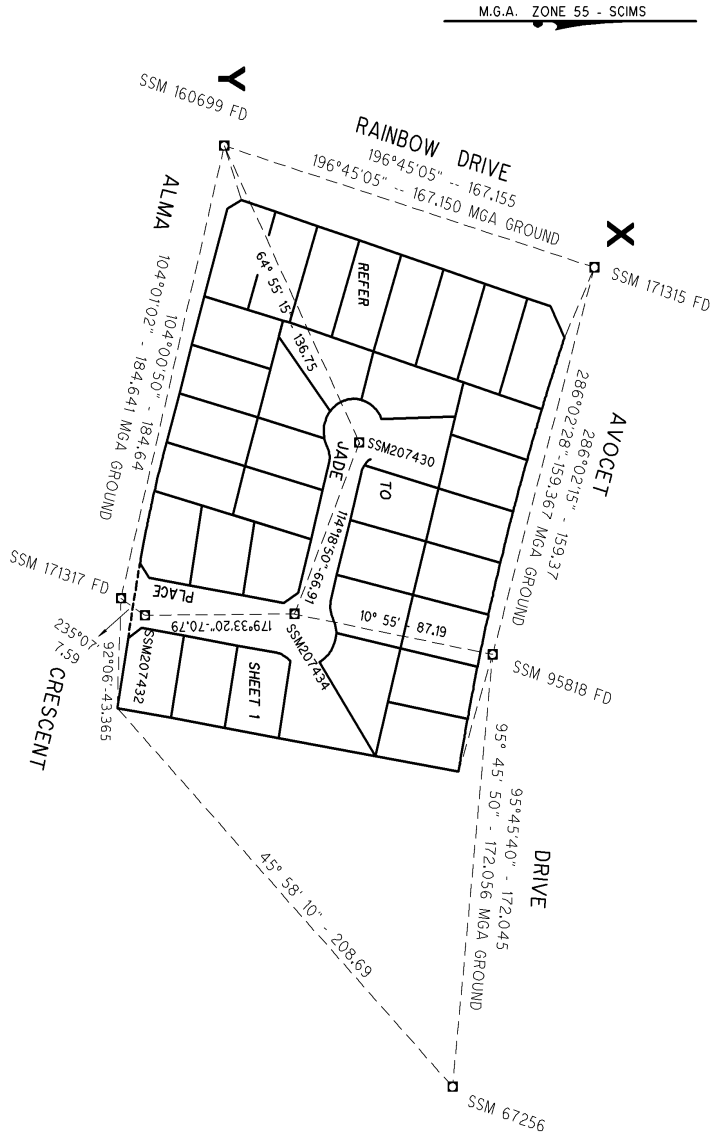 M.G.A. ZONE 55 - SCIMS
Y
SSM 160699 FD
RAINBOW DRIVE
196°45'05" -- 167.155
196°45'05" -- 167.150 MGA GROUND
X
SSM 171315 FD
ALMA
104°00'50" - 184.64
104°01'02" - 184.641 MGA GROUND
64° 55' 15" - 136.75
REFER
AVOCET
286°02'15" - 159.37
286°02'28"-159.367 MGA GROUND
SSM207430
JADE
TO
114°18'50"-66.91
SSM 171317 FD
PLACE
179°33'20"-70.79
10° 55' - 87.19
SSM207434
SSM207432
SHEET 1
235°07'
7.59
92°06'-43.365
CRESCENT
SSM 95818 FD
95°45'40" - 172.045
95° 45' 50" - 172.056 MGA GROUND
DRIVE
45° 58' 10" - 208.69
SSM 67256